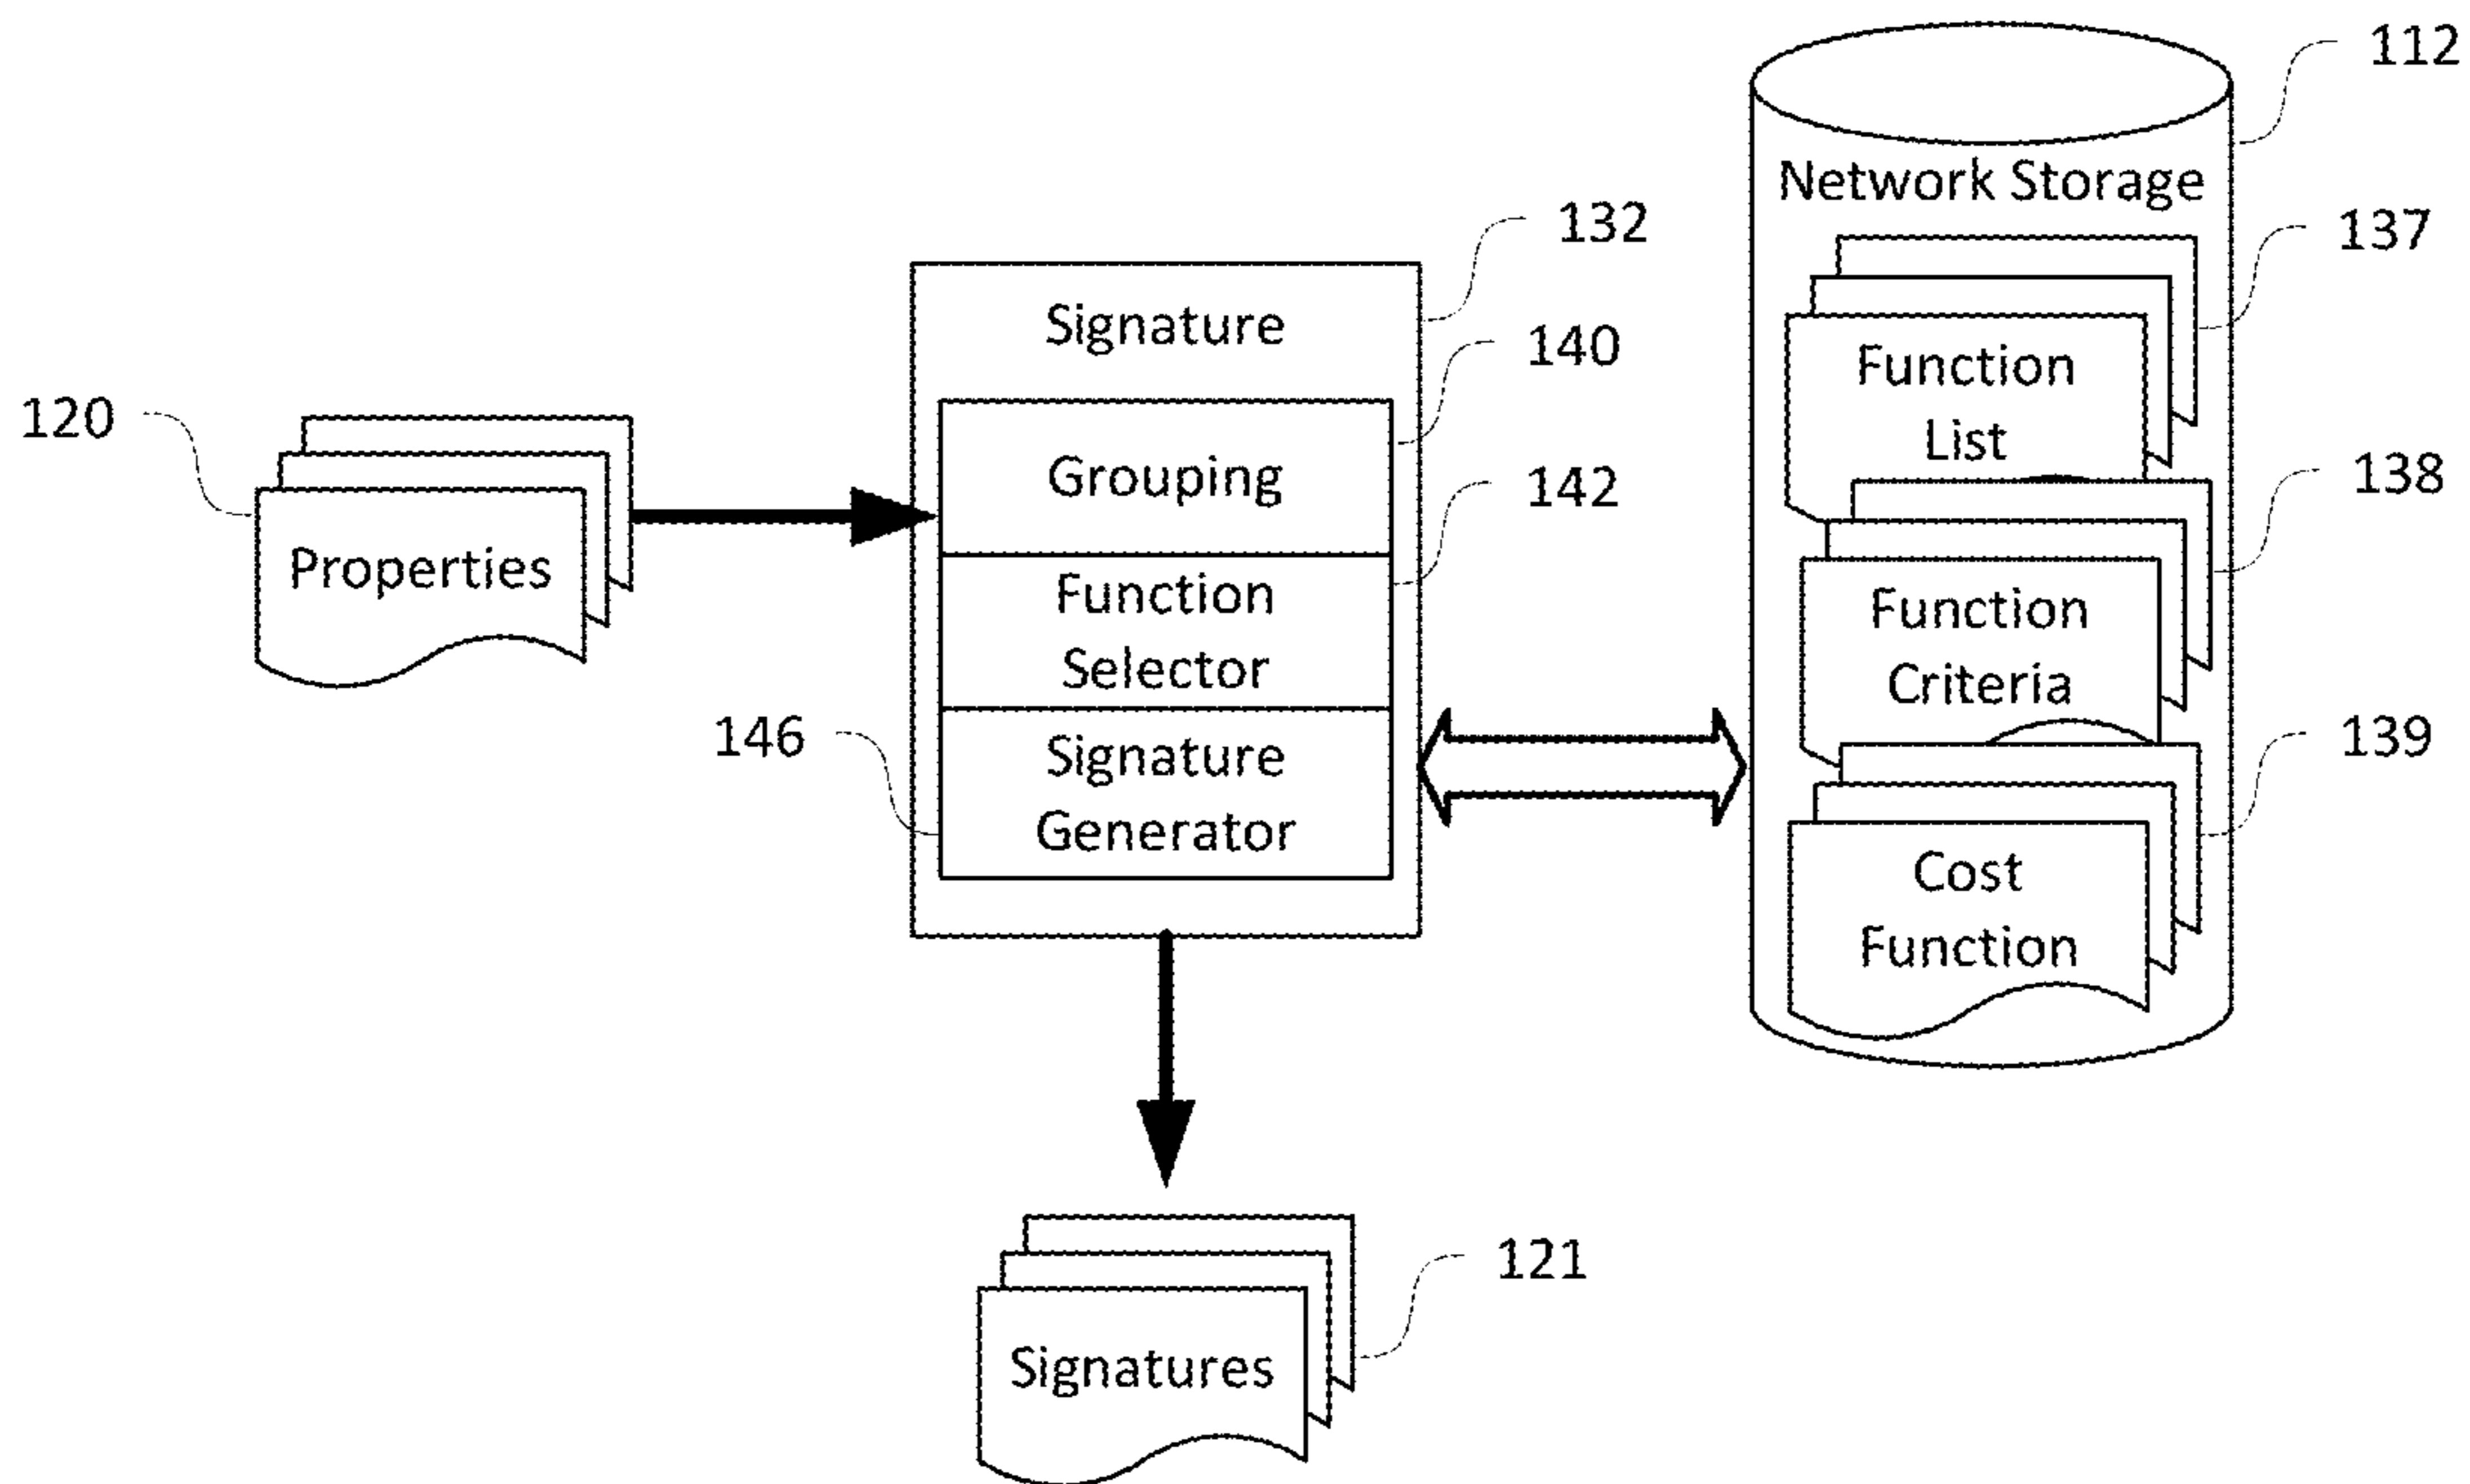 112
Network Storage
132
137
Signature
140
Function
List
120
Grouping
142
138
Properties
Function
Selector
Function
Criteria
146
Signature
Generator
139
Cost
Function
121
Signatures